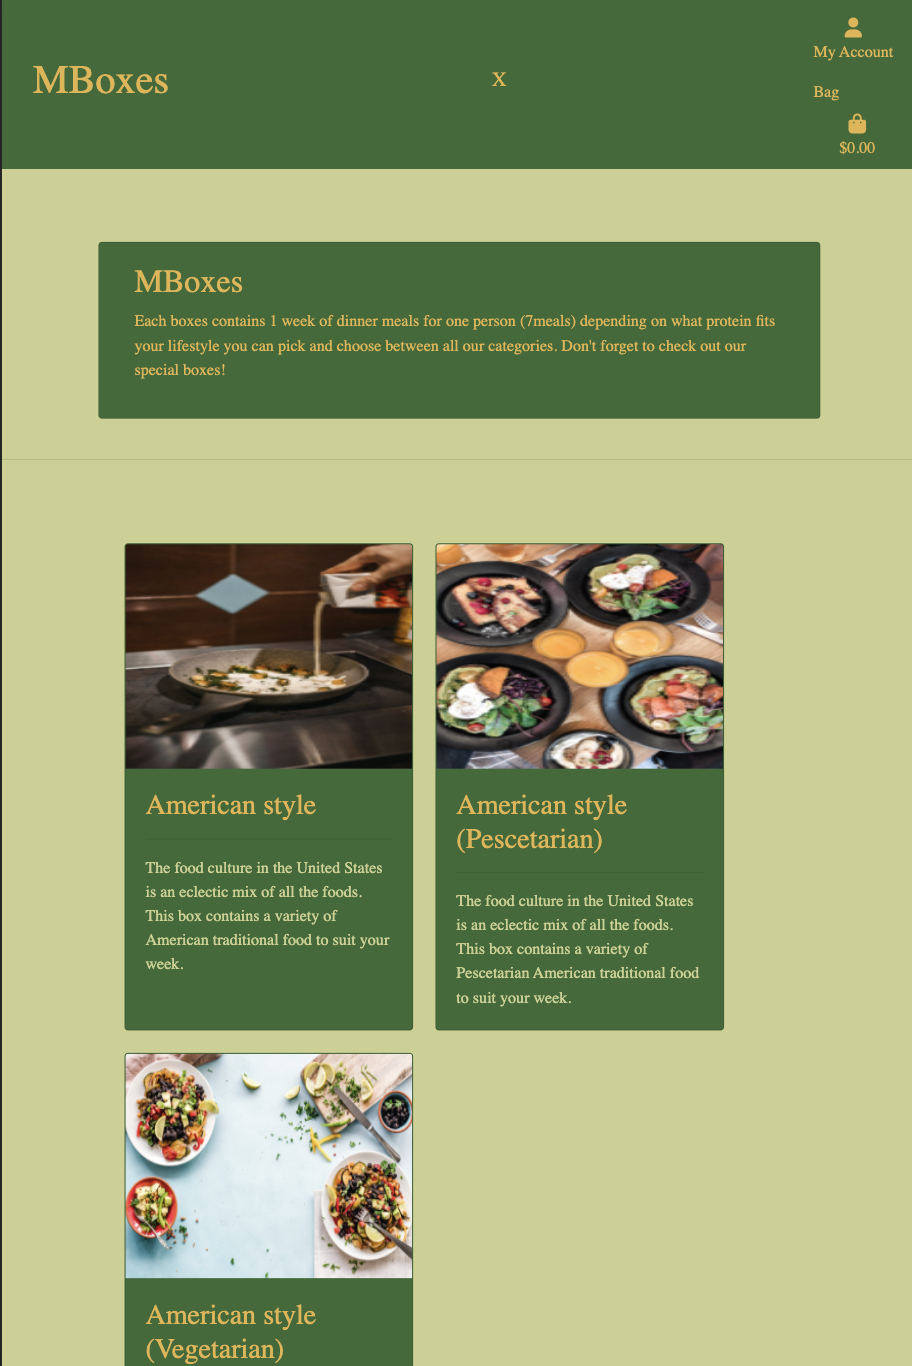 MBoxes
X
My Account
Bag
$0.00
MBoxes
Each boxes contains 1 week of dinner meals for one person (7meals) depending on what protein fits
your lifestyle you can pick and choose between all our categories. Don't forget to check out our
special boxes!
American style
The food culture in the United States
is an eclectic mix of all the foods.
This box contains a variety of
American traditional food to suit your
week.
American style
(Pescetarian)
The food culture in the United States
is an eclectic mix of all the foods.
This box contains a variety of
Pescetarian American traditional food
to suit your week.
American style
(Vegetarian)